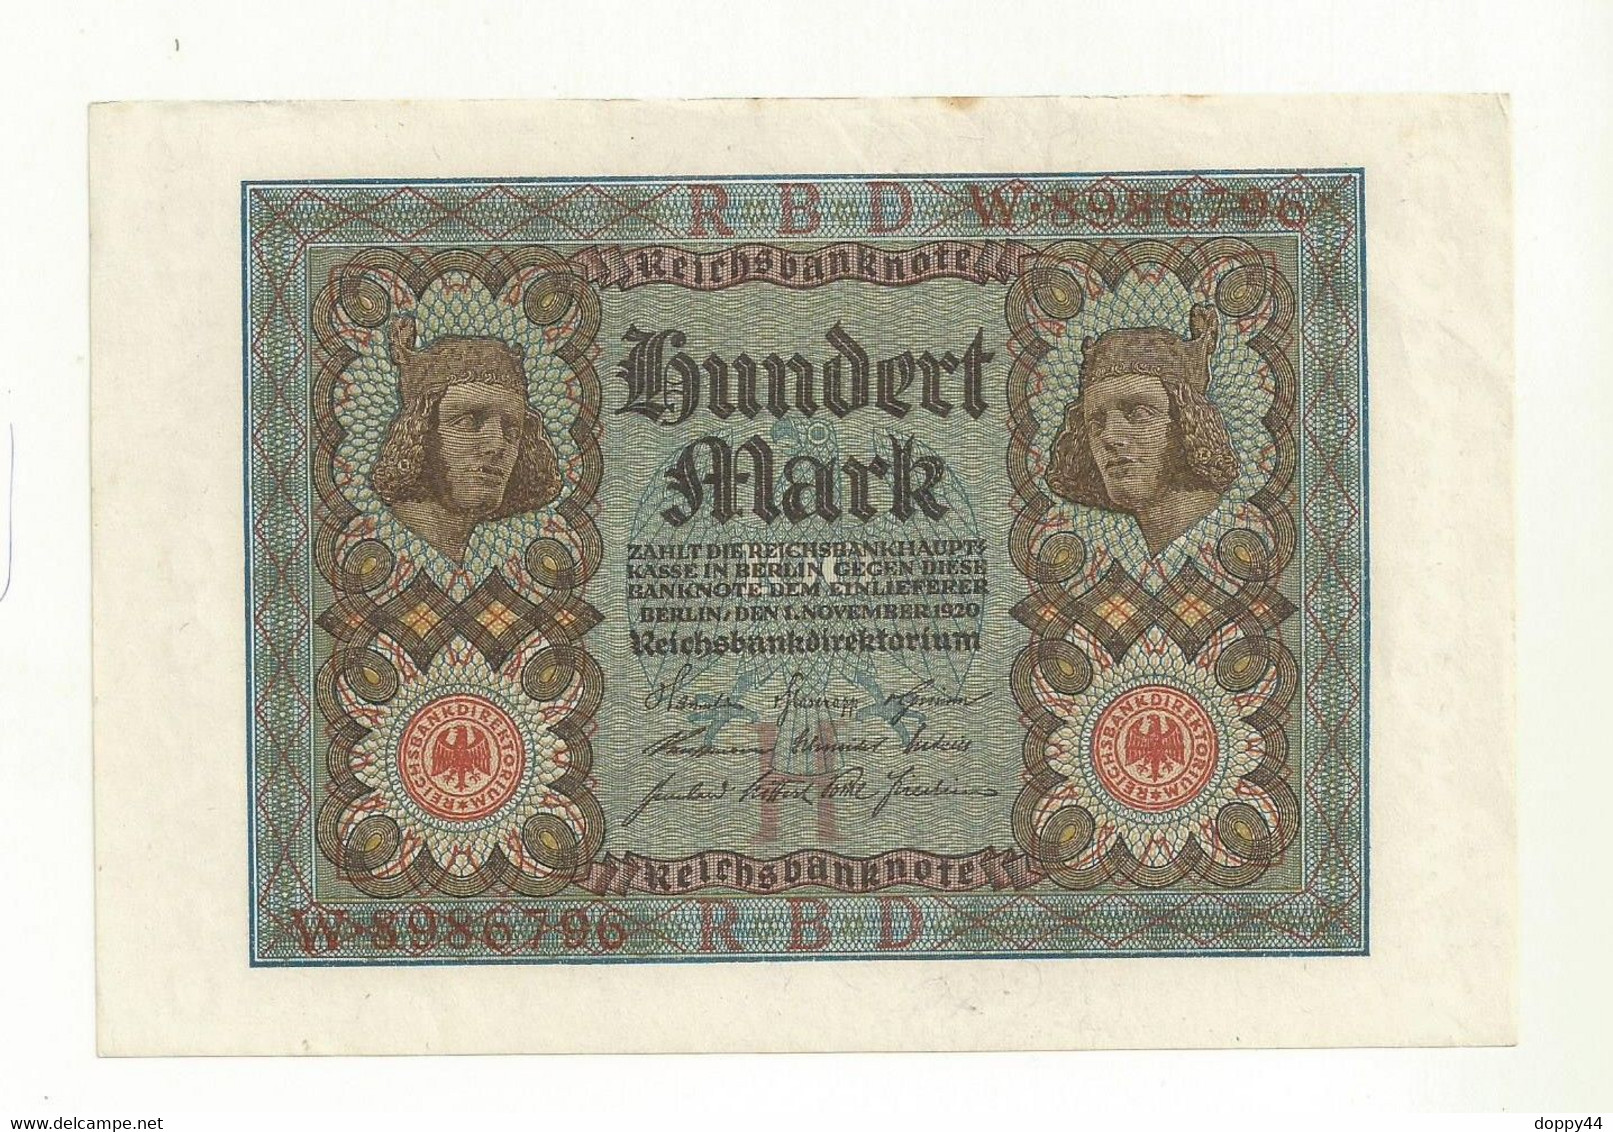 R B D W·8986796*
Reichsbanknote
Hundert
Mark
ZAHLT DIE REICHSBANKHAUPT-
KASSE IN BERLIN GEGEN DIESE
BANKNOTE DEM EINLIEFERER
BERLIN, DEN 1. NOVEMBER 1920
Reichsbankdirektorium
REICHSBANKDIREKTORIUM*
REICHSBANKDIREKTORIUM*
Reichsbanknote
W·8986796 R B D
www.delcampe.net
doppy44